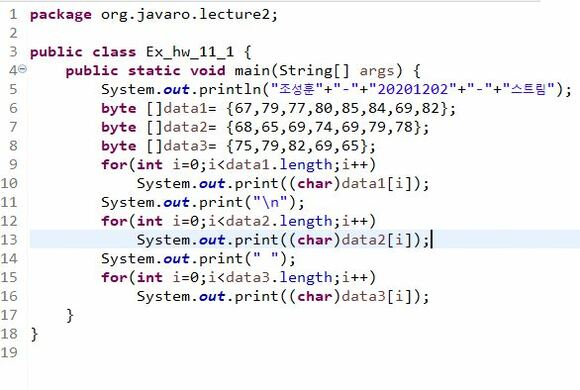 1 package org.javaro.lecture2;
2
3 public class Ex_hw_11_1 {
4 public static void main(String[] args) {
5 System.out.println("조성훈"+"-"+"20201202"+"-"+"스트림");
6 byte []data1= {67,79,77,80,85,84,69,82};
7 byte []data2= {68,65,69,74,69,79,78};
8 byte []data3= {75,79,82,69,65};
9 for(int i=0;i<data1.length;i++)
10 System.out.print((char)data1[i]);
11 System.out.print("\n");
12 for(int i=0;i<data2.length;i++)
13 System.out.print((char)data2[i]);
14 System.out.print(" ");
15 for(int i=0;i<data3.length;i++)
16 System.out.print((char)data3[i]);
17 }
18 }
19